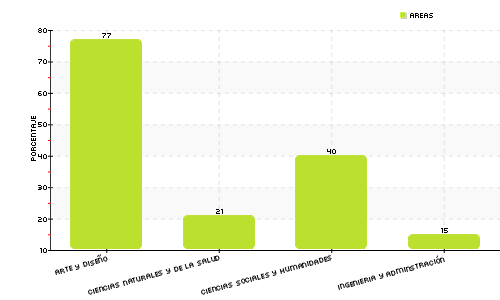 AREAS
PORCENTAJE
80
70
60
50
40
30
20
10
77
21
40
15
ARTE Y DISEÑO
CIENCIAS NATURALES Y DE LA SALUD
CIENCIAS SOCIALES Y HUMANIDADES
INGENIERIA Y ADMINSTRACIÓN